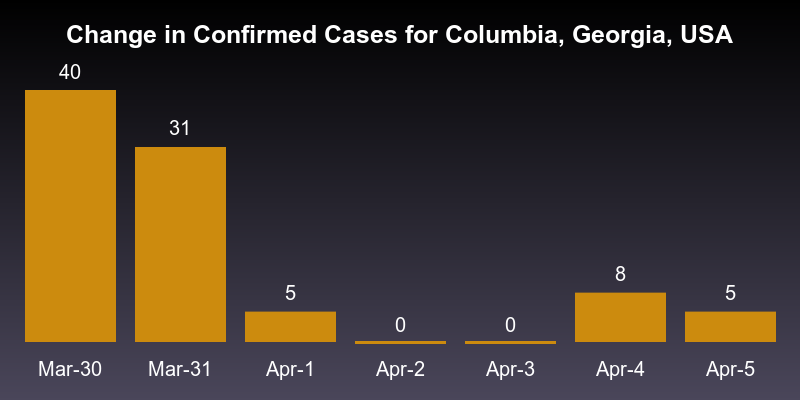 Change in Confirmed Cases for Columbia, Georgia, USA
40
31
5
0
0
8
5
Mar-30
Mar-31
Apr-1
Apr-2
Apr-3
Apr-4
Apr-5